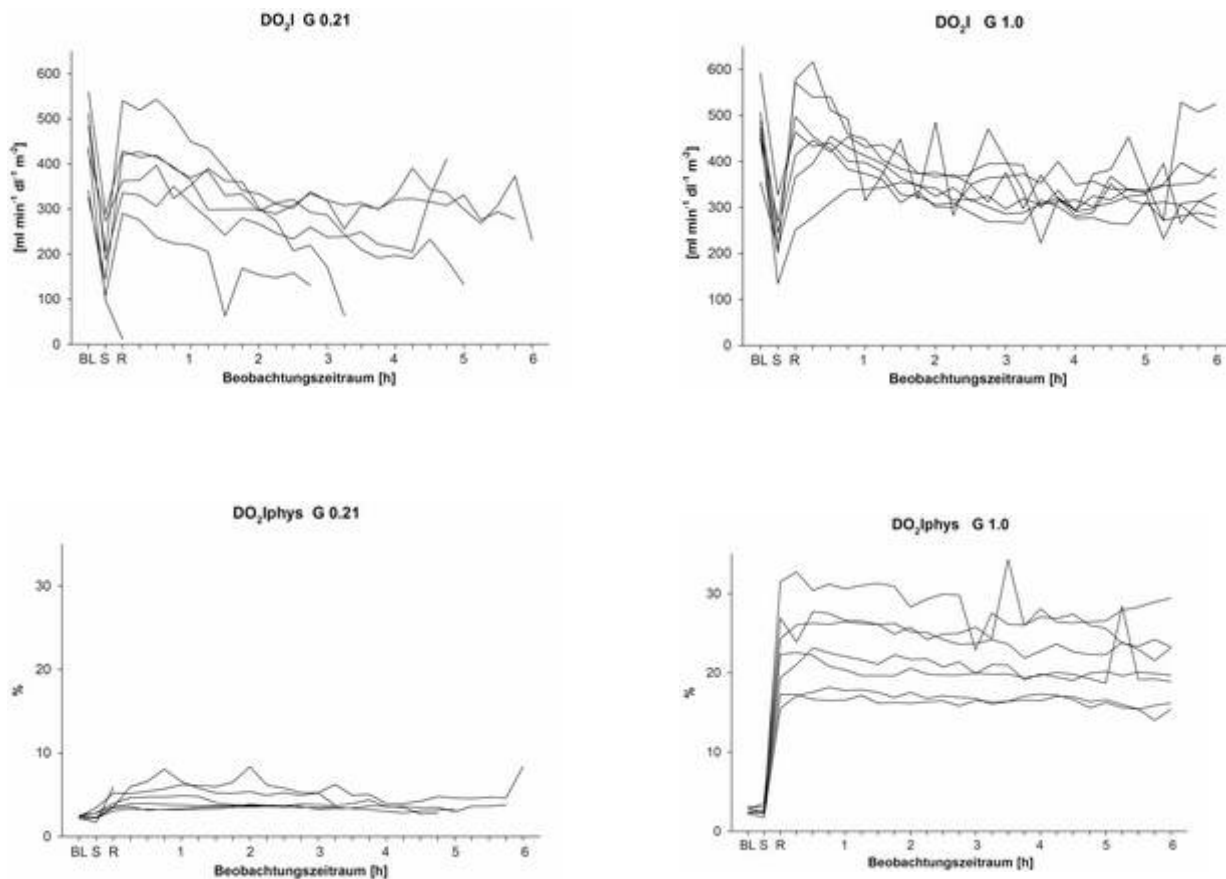 DO₂I G 0.21
600
500
400
300
200
100
0
[ml min⁻¹ dl⁻¹ m⁻²]
BL S R 1 2 3 4 5 6
Beobachtungszeitraum [h]
DO₂I G 1.0
600
500
400
300
200
100
0
[ml min⁻¹ dl⁻¹ m⁻²]
BL S R 1 2 3 4 5 6
Beobachtungszeitraum [h]
DO₂Iphys G 0.21
30
20
10
0
%
BL S R 1 2 3 4 5 6
Beobachtungszeitraum [h]
DO₂Iphys G 1.0
30
20
10
0
%
BL S R 1 2 3 4 5 6
Beobachtungszeitraum [h]